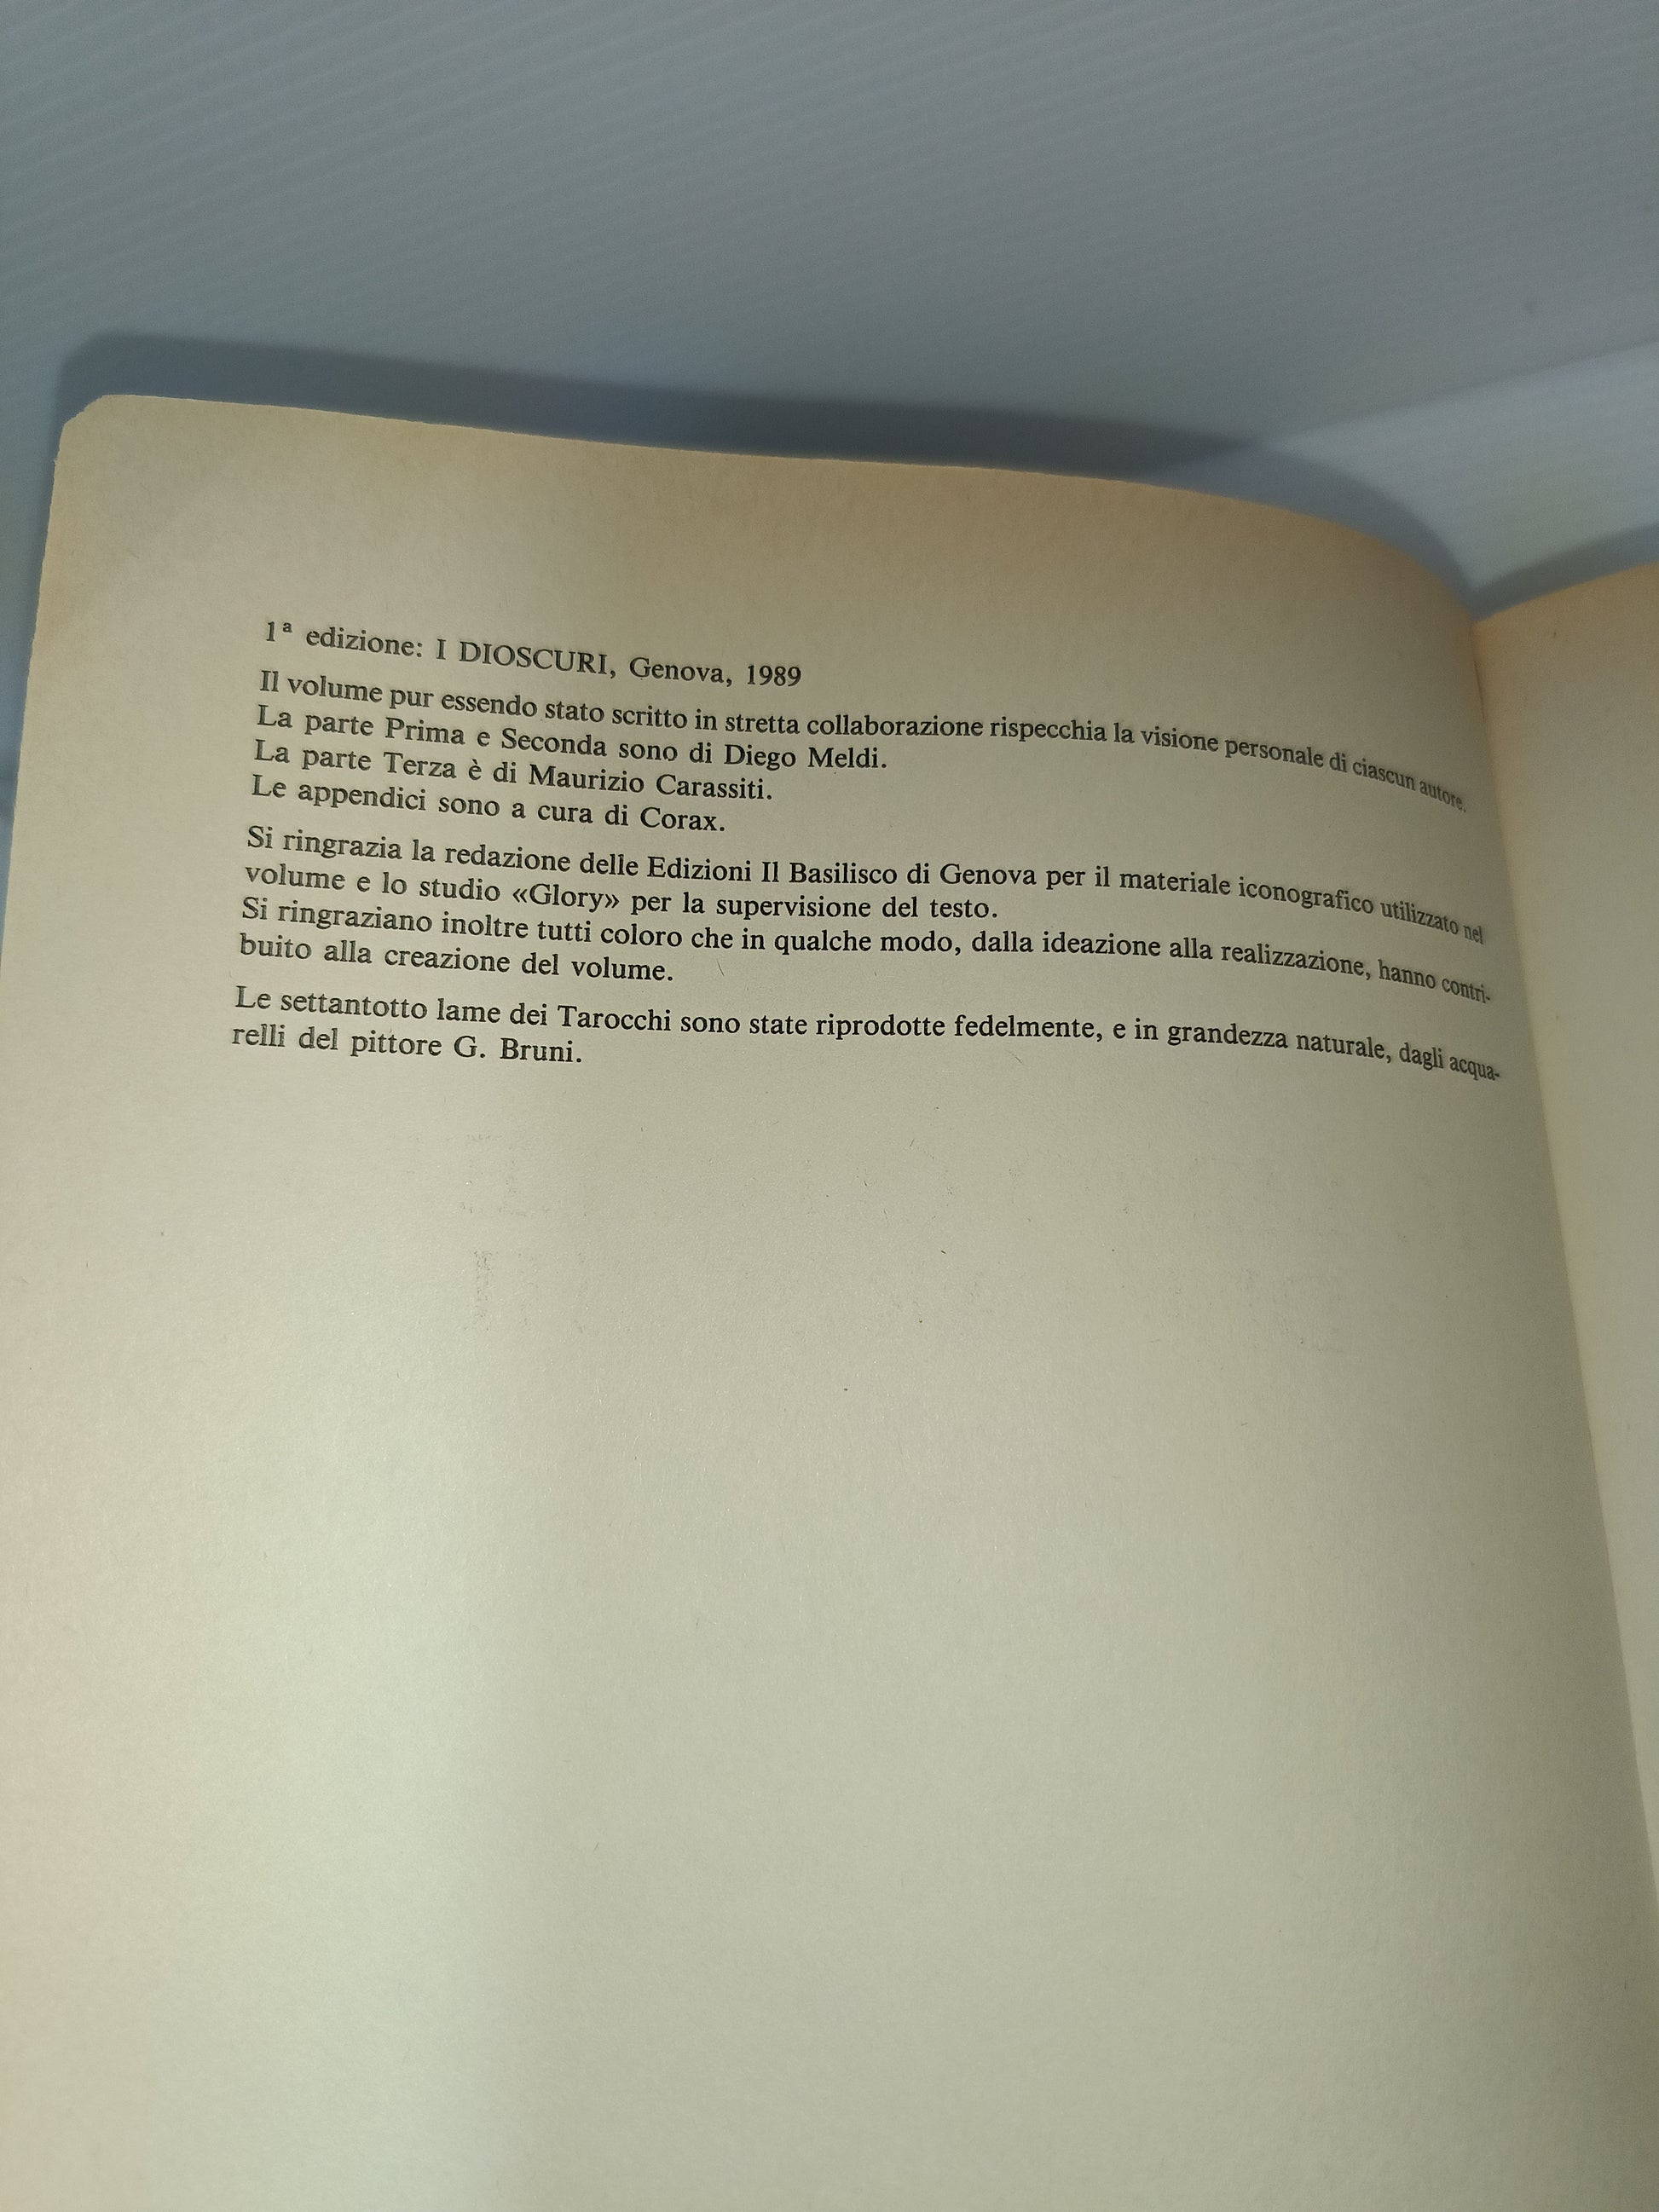 1ª edizione: I DIOSCURI, Genova, 1989
Il volume pur essendo stato scritto in stretta collaborazione rispecchia la visione personale di ciascun autore.
La parte Prima e Seconda sono di Diego Meldi.
La parte Terza è di Maurizio Carassiti.
Le appendici sono a cura di Corax.
Si ringrazia la redazione delle Edizioni Il Basilisco di Genova per il materiale iconografico utilizzato nel
volume e lo studio «Glory» per la supervisione del testo.
Si ringraziano inoltre tutti coloro che in qualche modo, dalla ideazione alla realizzazione, hanno contri-
buito alla creazione del volume.
Le settantotto lame dei Tarocchi sono state riprodotte fedelmente, e in grandezza naturale, dagli acqua-
relli del pittore G. Bruni.